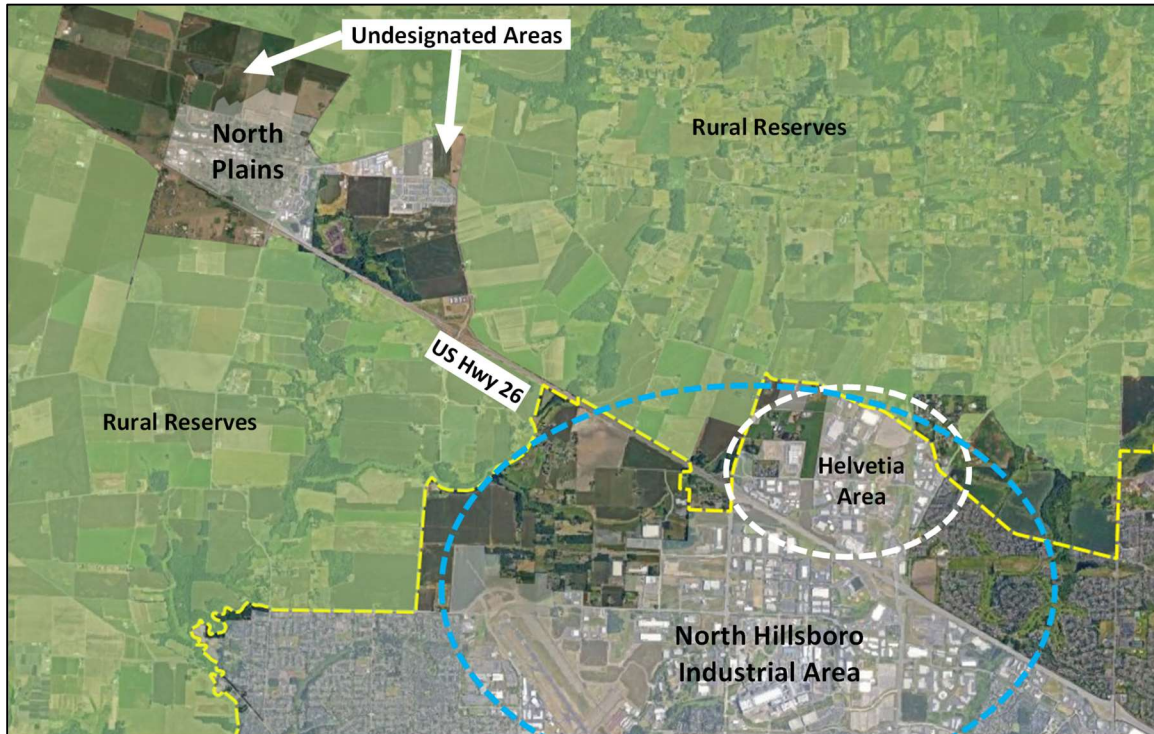 Undesignated Areas
North
Plains
Rural Reserves
US Hwy 26
Rural Reserves
Helvetia
Area
North Hillsboro
Industrial Area